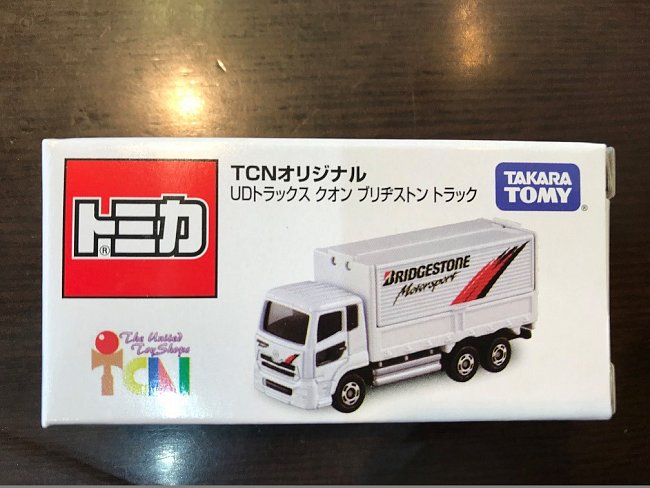 TCNオリジナル
UDトラックス クオン ブリヂストン トラック
TAKARA
TOMY
®
トミカ
®
BRIDGESTONE
Motorsport
The United
ToyShops
TCN